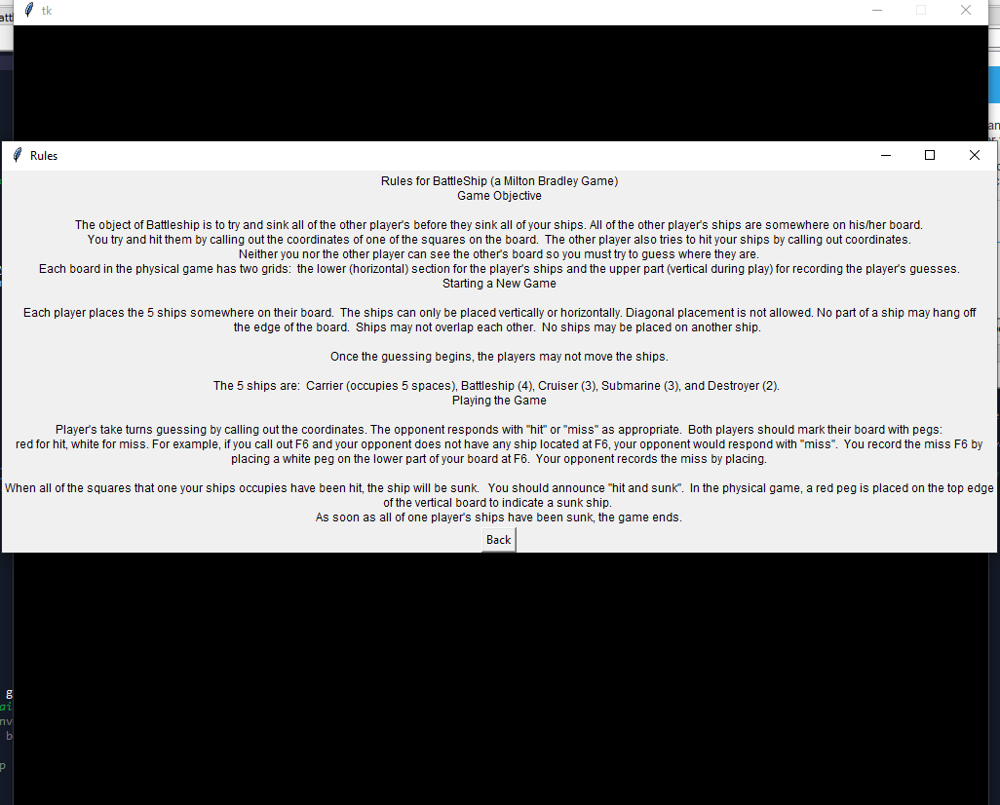 tk
Rules
Rules for BattleShip (a Milton Bradley Game)
Game Objective
The object of Battleship is to try and sink all of the other player's before they sink all of your ships. All of the other player's ships are somewhere on his/her board.
You try and hit them by calling out the coordinates of one of the squares on the board.  The other player also tries to hit your ships by calling out coordinates.
Neither you nor the other player can see the other's board so you must try to guess where they are.
Each board in the physical game has two grids:  the lower (horizontal) section for the player's ships and the upper part (vertical during play) for recording the player's guesses.
Starting a New Game
Each player places the 5 ships somewhere on their board.  The ships can only be placed vertically or horizontally. Diagonal placement is not allowed. No part of a ship may hang off
the edge of the board.  Ships may not overlap each other.  No ships may be placed on another ship.
Once the guessing begins, the players may not move the ships.
The 5 ships are:  Carrier (occupies 5 spaces), Battleship (4), Cruiser (3), Submarine (3), and Destroyer (2).
Playing the Game
Player's take turns guessing by calling out the coordinates. The opponent responds with "hit" or "miss" as appropriate.  Both players should mark their board with pegs:
red for hit, white for miss. For example, if you call out F6 and your opponent does not have any ship located at F6, your opponent would respond with "miss".  You record the miss F6 by
placing a white peg on the lower part of your board at F6.  Your opponent records the miss by placing.
When all of the squares that one your ships occupies have been hit, the ship will be sunk.   You should announce "hit and sunk".  In the physical game, a red peg is placed on the top edge
of the vertical board to indicate a sunk ship.
As soon as all of one player's ships have been sunk, the game ends.
Back